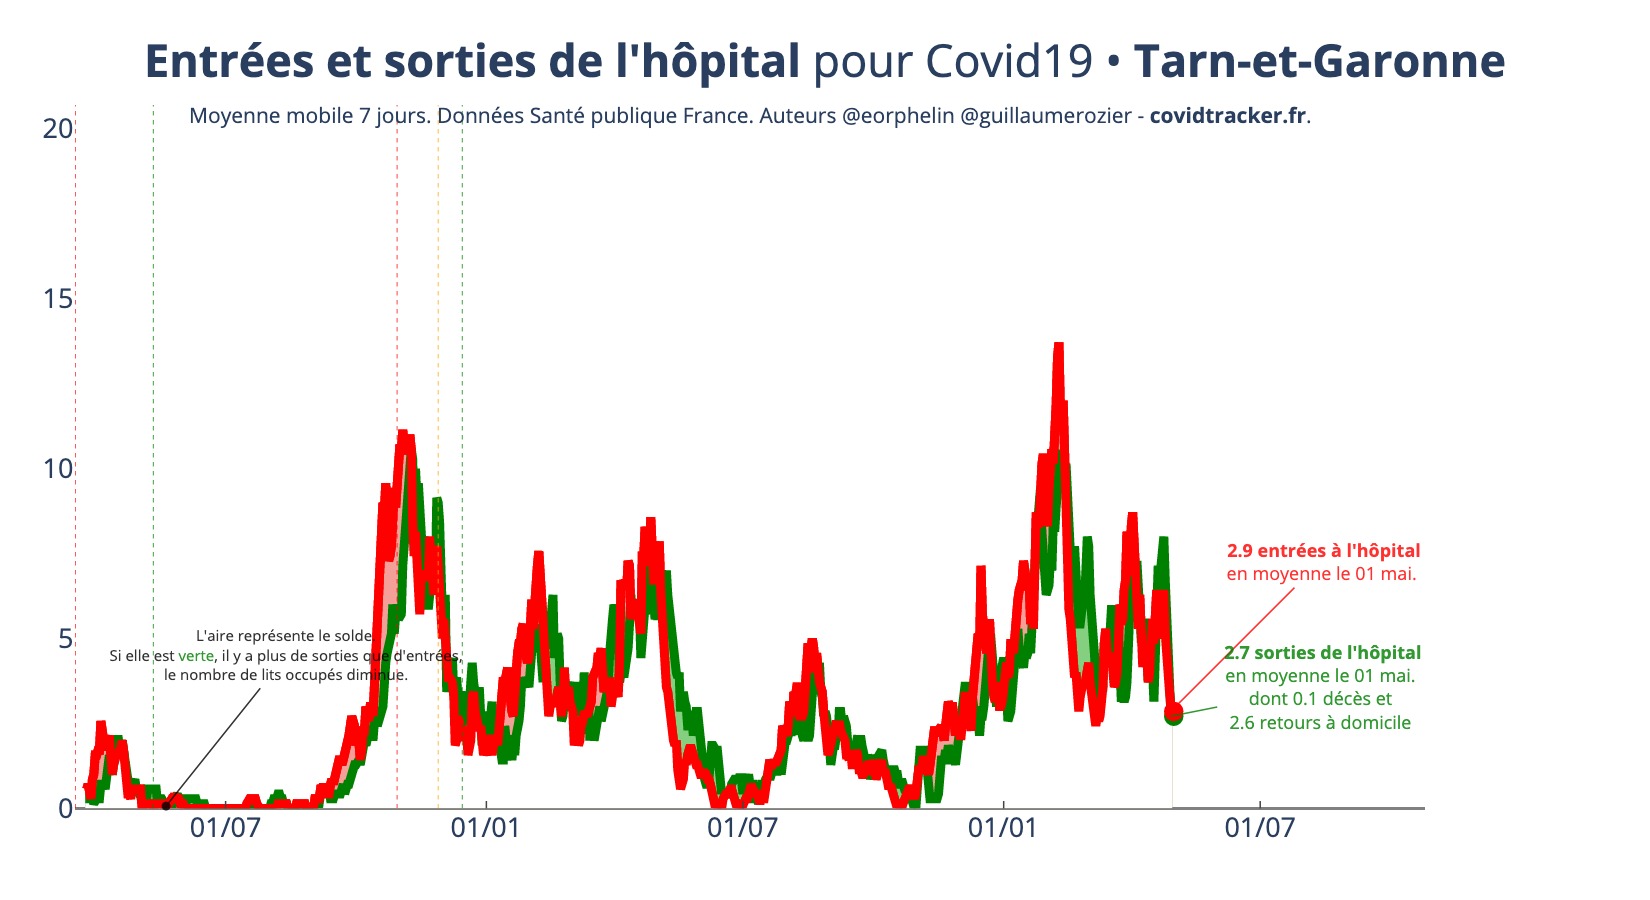 Entrées et sorties de l'hôpital pour Covid19 • Tarn-et-Garonne
Moyenne mobile 7 jours. Données Santé publique France. Auteurs @eorphelin @guillaumerozier - covidtracker.fr.
20
15
10
5
0
L'aire représente le solde.
Si elle est verte, il y a plus de sorties que d'entrées,
le nombre de lits occupés diminue.
2.9 entrées à l'hôpital
en moyenne le 01 mai.
2.7 sorties de l'hôpital
en moyenne le 01 mai.
dont 0.1 décès et
2.6 retours à domicile
01/07
01/01
01/07
01/01
01/07